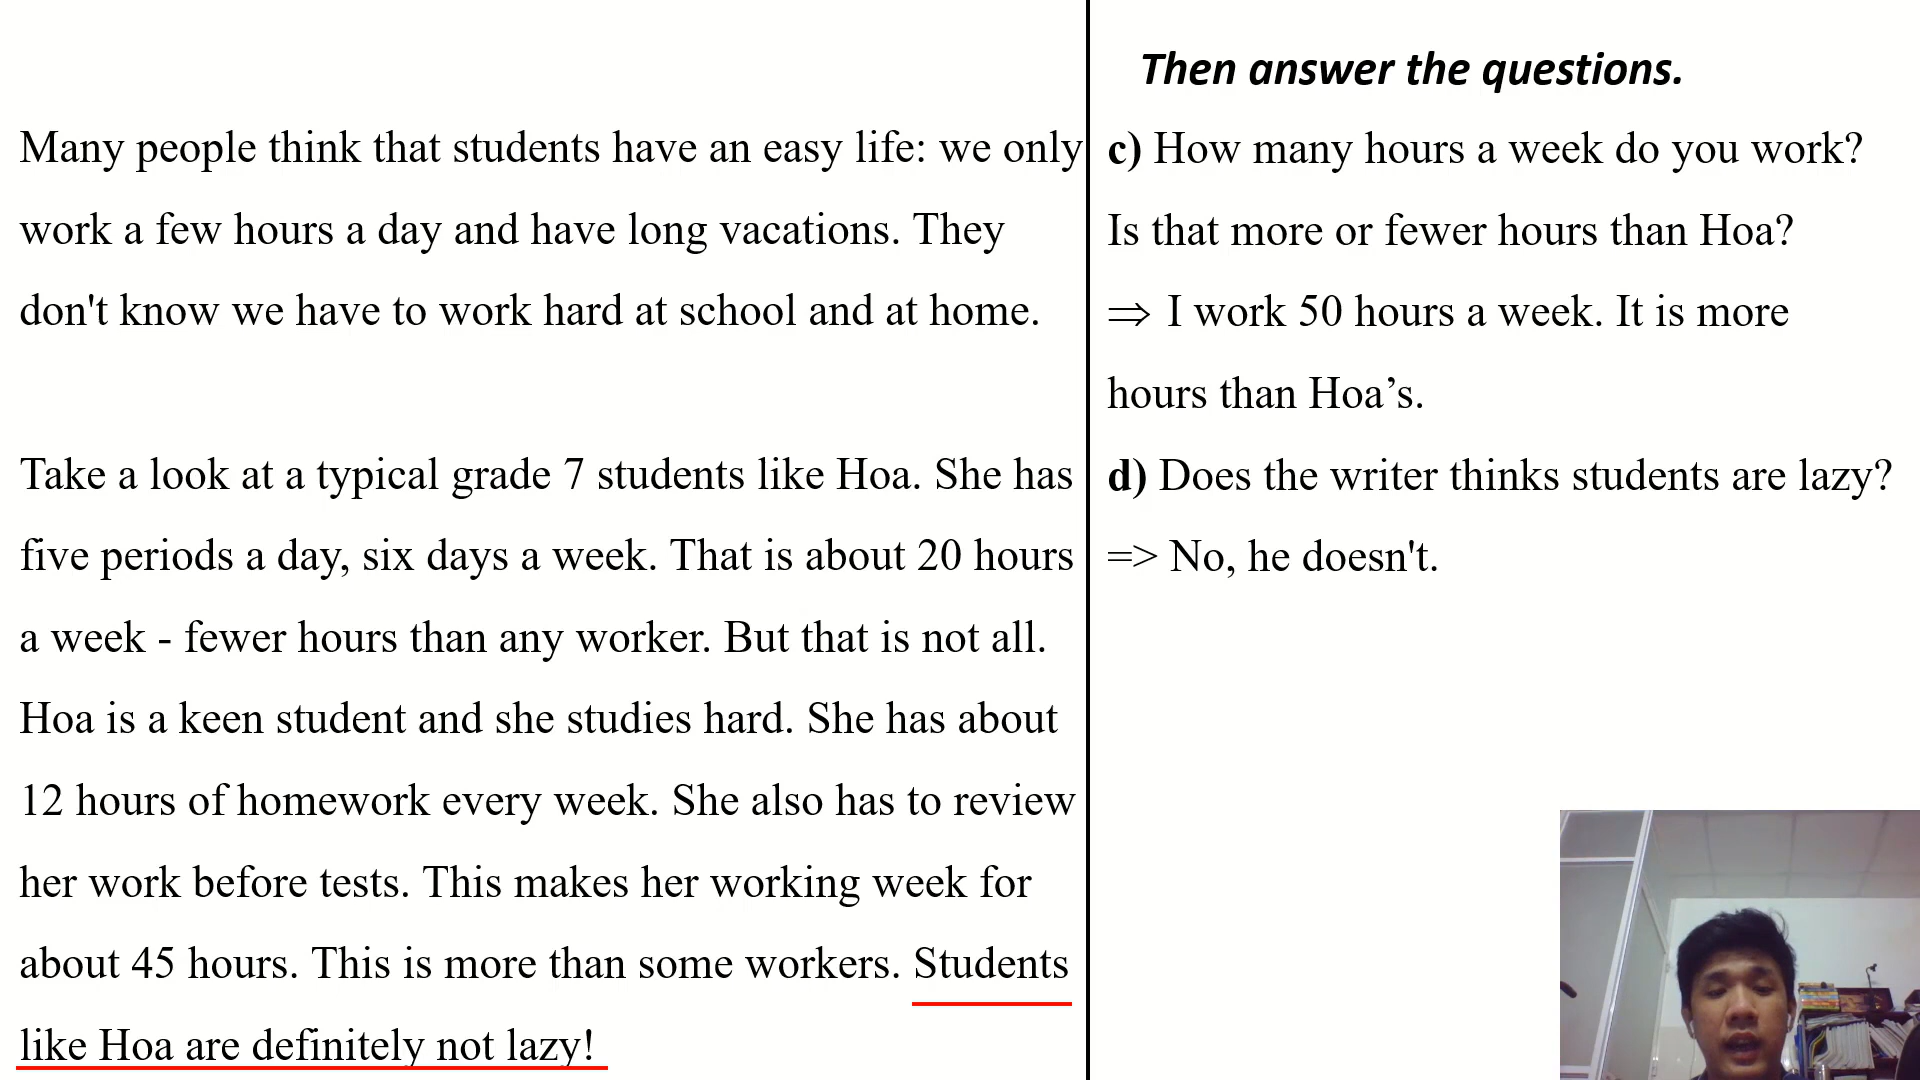 Many people think that students have an easy life: we only
work a few hours a day and have long vacations. They
don't know we have to work hard at school and at home.
Take a look at a typical grade 7 students like Hoa. She has
five periods a day, six days a week. That is about 20 hours
a week - fewer hours than any worker. But that is not all.
Hoa is a keen student and she studies hard. She has about
12 hours of homework every week. She also has to review
her work before tests. This makes her working week for
about 45 hours. This is more than some workers. Students
like Hoa are definitely not lazy!
Then answer the questions.
c) How many hours a week do you work?
Is that more or fewer hours than Hoa?
⇒ I work 50 hours a week. It is more
hours than Hoa’s.
d) Does the writer thinks students are lazy?
=> No, he doesn't.